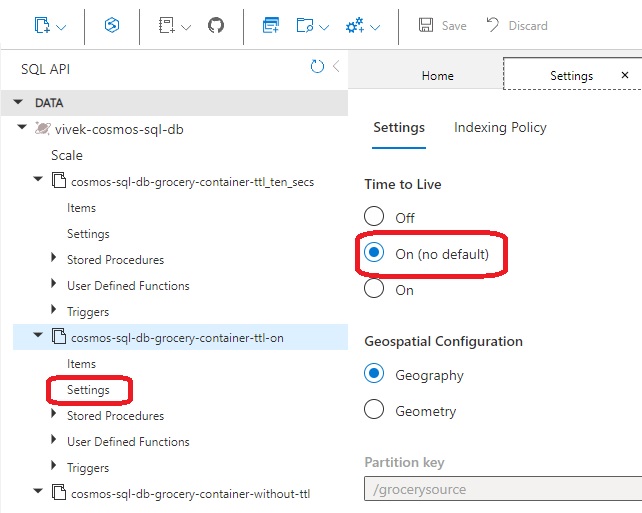 Save
Discard
SQL API
DATA
vivek-cosmos-sql-db
Scale
cosmos-sql-db-grocery-container-ttl_ten_secs
Items
Settings
Stored Procedures
User Defined Functions
Triggers
cosmos-sql-db-grocery-container-ttl-on
Items
Settings
Stored Procedures
User Defined Functions
Triggers
cosmos-sql-db-grocery-container-without-ttl
Home
Settings
Settings
Indexing Policy
Time to Live
Off
On (no default)
On
Geospatial Configuration
Geography
Geometry
Partition key
/grocerysource